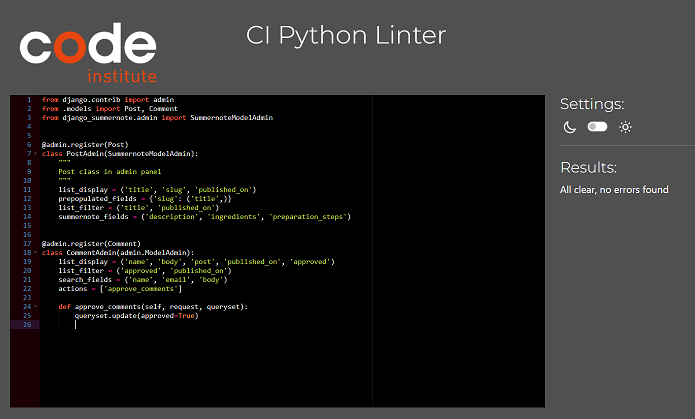 code
institute
CI Python Linter
1 from django.contrib import admin
2 from .models import Post, Comment
3 from django_summernote.admin import SummernoteModelAdmin
4
5
6 @admin.register(Post)
7 class PostAdmin(SummernoteModelAdmin):
8 """
9 Post class in admin panel
10 """
11 list_display = ('title', 'slug', 'published_on')
12 prepopulated_fields = {'slug': ('title',)}
13 list_filter = ('title', 'published_on')
14 summernote_fields = ('description', 'ingredients', 'preparation_steps')
15
16
17 @admin.register(Comment)
18 class CommentAdmin(admin.ModelAdmin):
19 list_display = ('name', 'body', 'post', 'published_on', 'approved')
20 list_filter = ('approved', 'published_on')
21 search_fields = ('name', 'email', 'body')
22 actions = ['approve_comments']
23
24 def approve_comments(self, request, queryset):
25 queryset.update(approved=True)
26
Settings:
Results:
All clear, no errors found